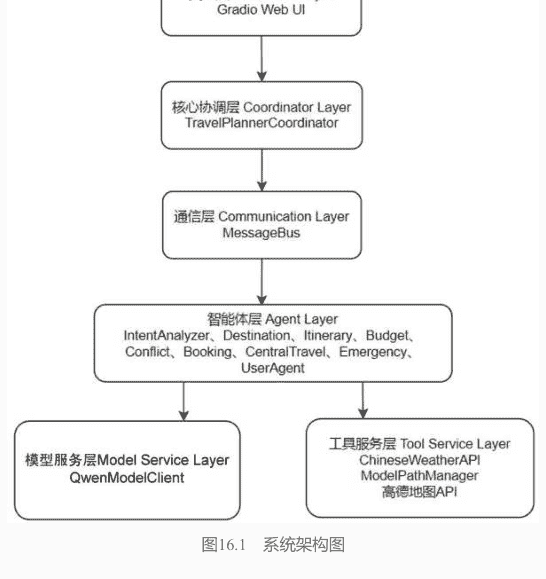 Gradio Web UI
核心协调层 Coordinator Layer
TravelPlannerCoordinator
通信层 Communication Layer
MessageBus
智能体层 Agent Layer
IntentAnalyzer、Destination、Itinerary、Budget、
Conflict、Booking、CentralTravel、Emergency、
UserAgent
模型服务层Model Service Layer
QwenModelClient
工具服务层 Tool Service Layer
ChineseWeatherAPI
ModelPathManager
高德地图API
图16.1 系统架构图